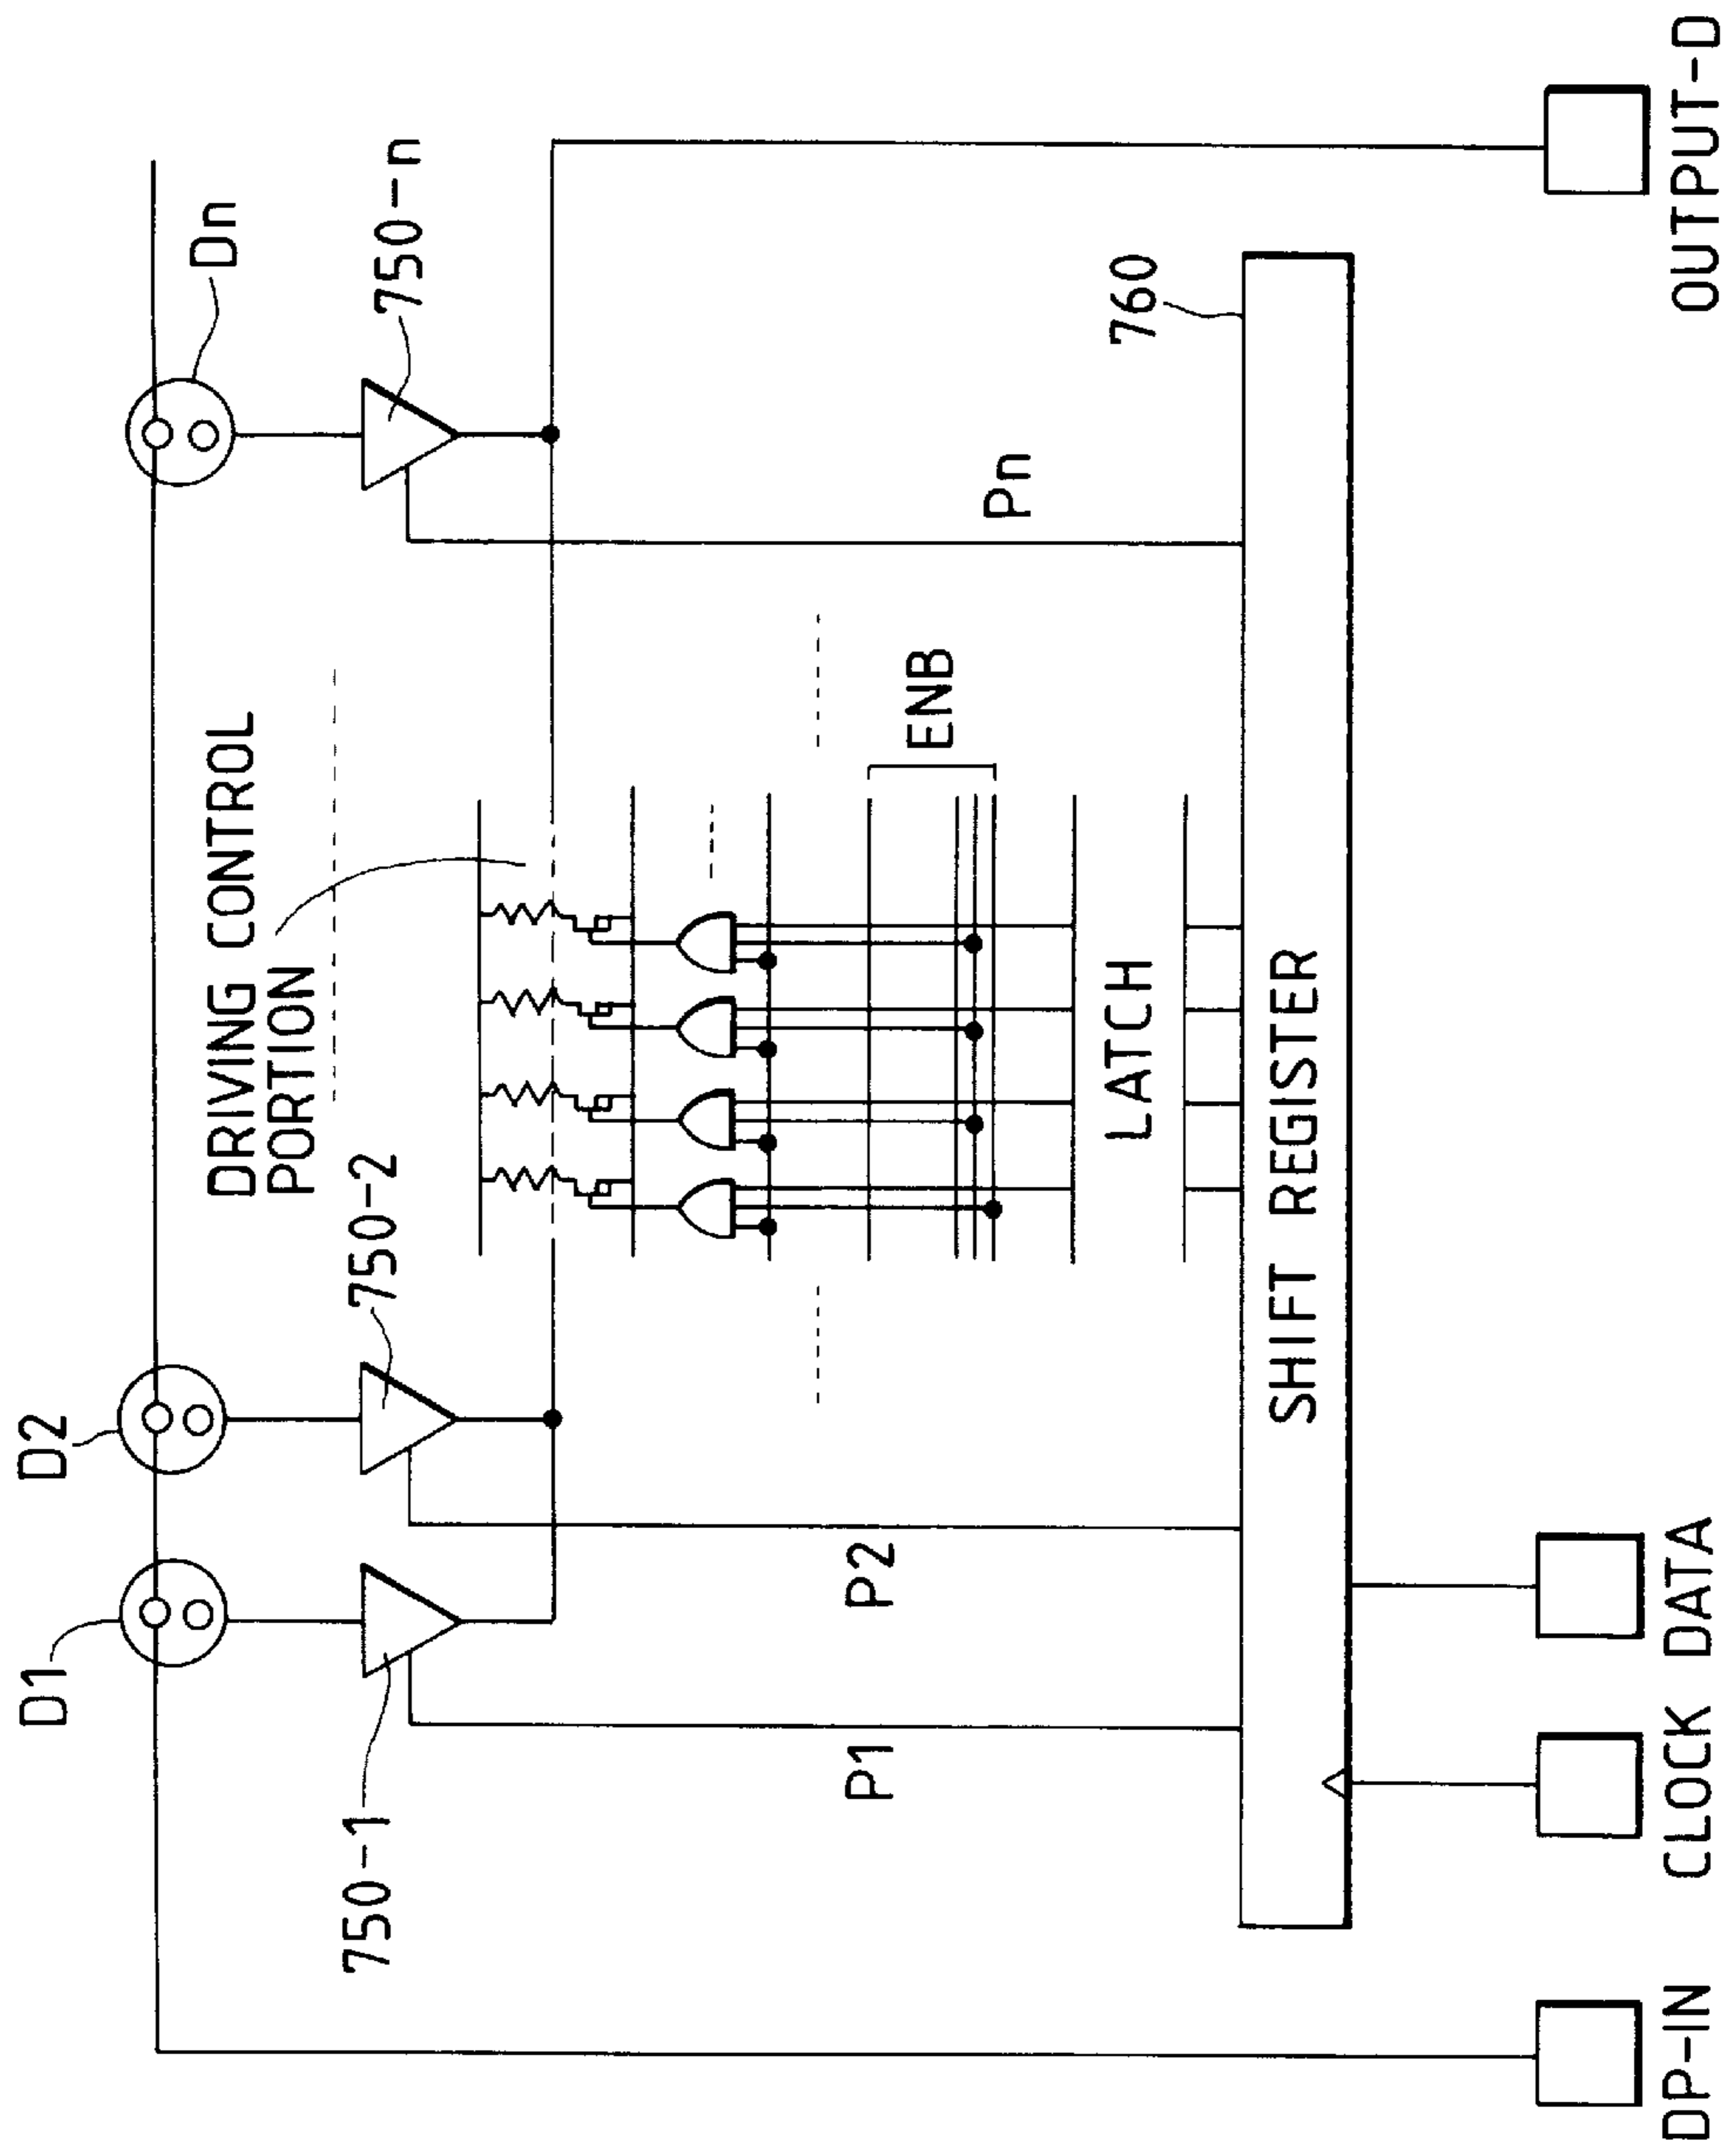 D1
D2
Dn
DRIVING CONTROL
PORTION
750-1
750-2
750-n
P1
P2
ENB
Pn
LATCH
760
SHIFT REGISTER
DP-IN
CLOCK
DATA
OUTPUT-D